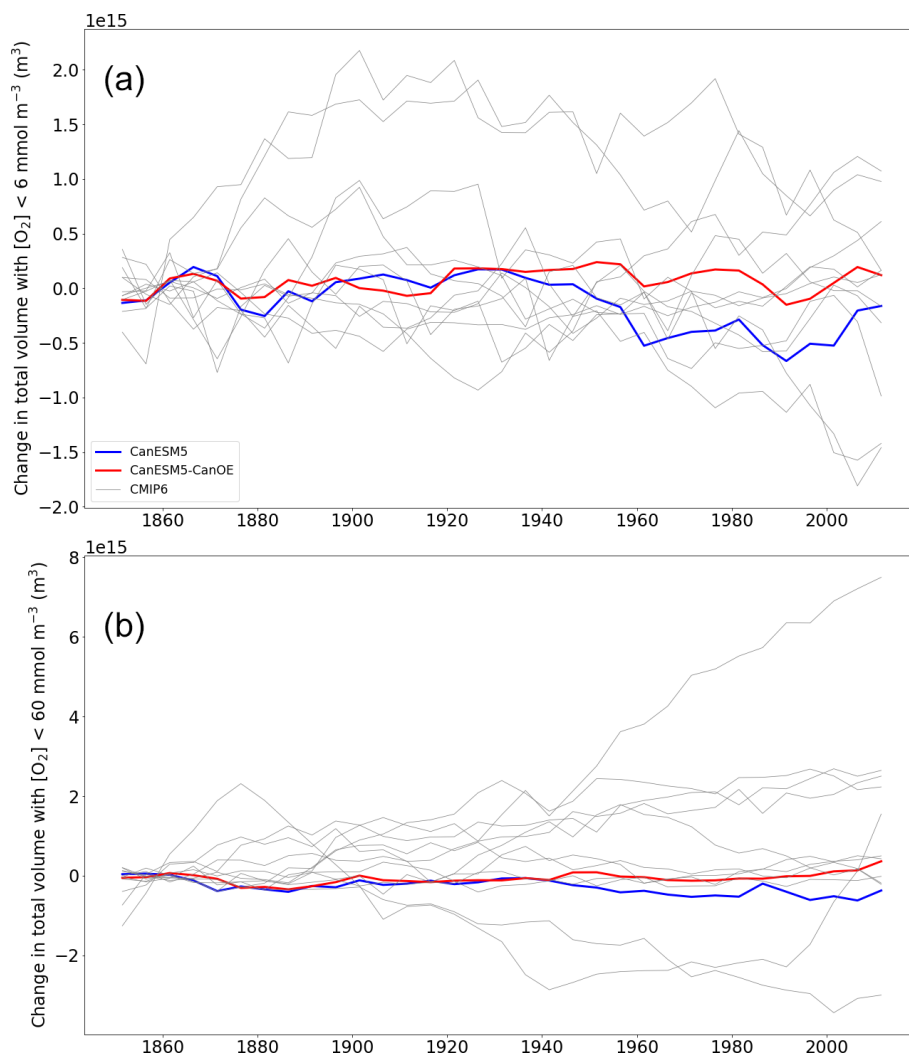 1e15
(a)
Change in total volume with [O₂] < 6 mmol m⁻³ (m³)
2.0
1.5
1.0
0.5
0.0
−0.5
−1.0
−1.5
−2.0
CanESM5
CanESM5-CanOE
CMIP6
1860 1880 1900 1920 1940 1960 1980 2000
1e15
(b)
Change in total volume with [O₂] < 60 mmol m⁻³ (m³)
8
6
4
2
0
−2
1860 1880 1900 1920 1940 1960 1980 2000